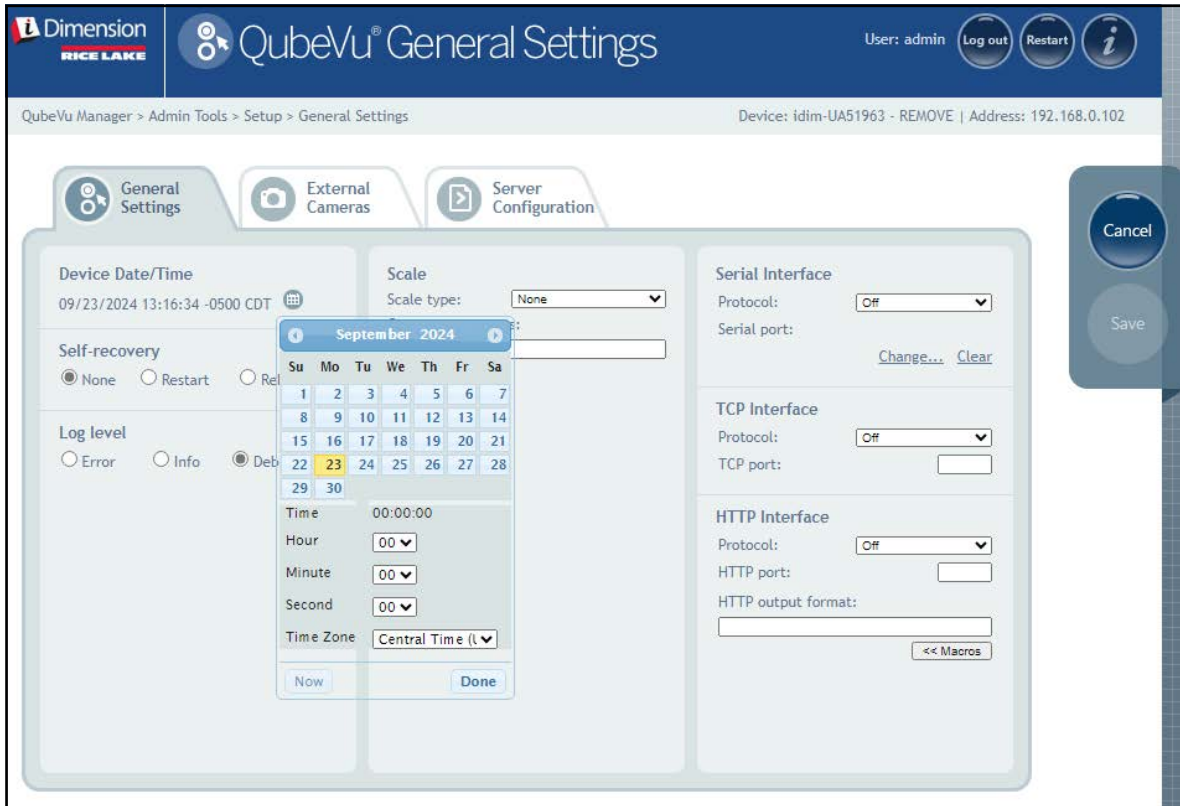 iDimension
RICE LAKE
QubeVu® General Settings
User: admin
Log out
Restart
i
QubeVu Manager > Admin Tools > Setup > General Settings
Device: idim-UA51963 - REMOVE | Address: 192.168.0.102
General
Settings
External
Cameras
Server
Configuration
Cancel
Save
Device Date/Time
09/23/2024 13:16:34 -0500 CDT
Self-recovery
None Restart
Log level
Error Info
Scale
Scale type: None
September 2024
Su Mo Tu We Th Fr Sa
1 2 3 4 5 6 7
8 9 10 11 12 13 14
15 16 17 18 19 20 21
22 23 24 25 26 27 28
29 30
Time 00:00:00
Hour 00
Minute 00
Second 00
Time Zone Central Time (
Now Done
Serial Interface
Protocol: Off
Serial port:
Change... Clear
TCP Interface
Protocol: Off
TCP port:
HTTP Interface
Protocol: Off
HTTP port:
HTTP output format:
<< Macros